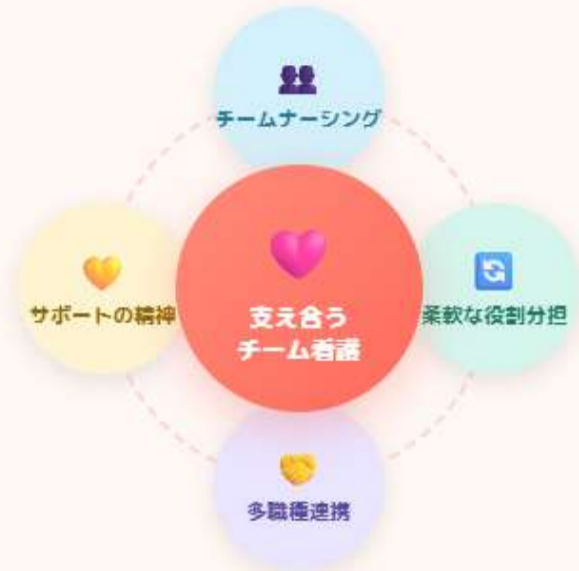 チームナーシング
サポートの精神
支え合う
チーム看護
柔軟な役割分担
多職種連携